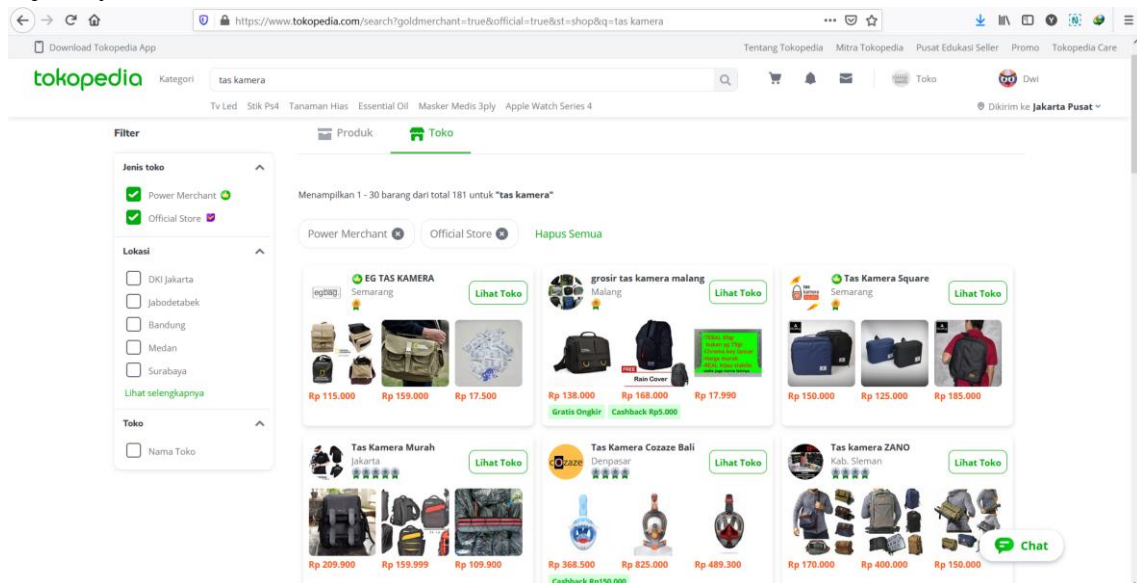 https://www.tokopedia.com/search?goldmerchant=true&official=true&st=shop&q=tas kamera
Download Tokopedia App
Tentang Tokopedia Mitra Tokopedia Pusat Edukasi Seller Promo Tokopedia Care
tokopedia Kategori tas kamera Toko Dwi
Tv Led Stik Ps4 Tanaman Hias Essential Oil Masker Medis 3ply Apple Watch Series 4 Dikirim ke Jakarta Pusat
Filter
Produk Toko
Jenis toko
Power Merchant
Official Store
Lokasi
DKI Jakarta
Jabodetabek
Bandung
Medan
Surabaya
Lihat selengkapnya
Toko
Nama Toko
Menampilkan 1 - 30 barang dari total 181 untuk "tas kamera"
Power Merchant Official Store Hapus Semua
egbag
EG TAS KAMERA
Semarang
Lihat Toko
Rp 115.000 Rp 159.000 Rp 17.500
grosir tas kamera malang
Malang
Lihat Toko
FREE
Rain Cover
Rp 138.000 Rp 168.000 Rp 17.990
Gratis Ongkir Cashback Rp5.000
Tas Kamera Square
Semarang
Lihat Toko
Rp 150.000 Rp 125.000 Rp 185.000
Tas Kamera Murah
Jakarta
Lihat Toko
Rp 209.900 Rp 159.999 Rp 109.900
cozaze
Tas Kamera Cozaze Bali
Denpasar
Lihat Toko
Rp 368.500 Rp 825.000 Rp 489.300
Cashback Rp150.000
Tas kamera ZANO
Kab. Sleman
Lihat Toko
Rp 170.000 Rp 400.000 Rp 150.000
Chat